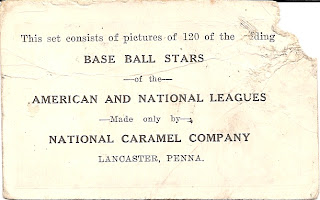 This set consists of pictures of 120 of the ding
BASE BALL STARS
—of the—
AMERICAN AND NATIONAL LEAGUES
—Made only by—
NATIONAL CARAMEL COMPANY
LANCASTER, PENNA.